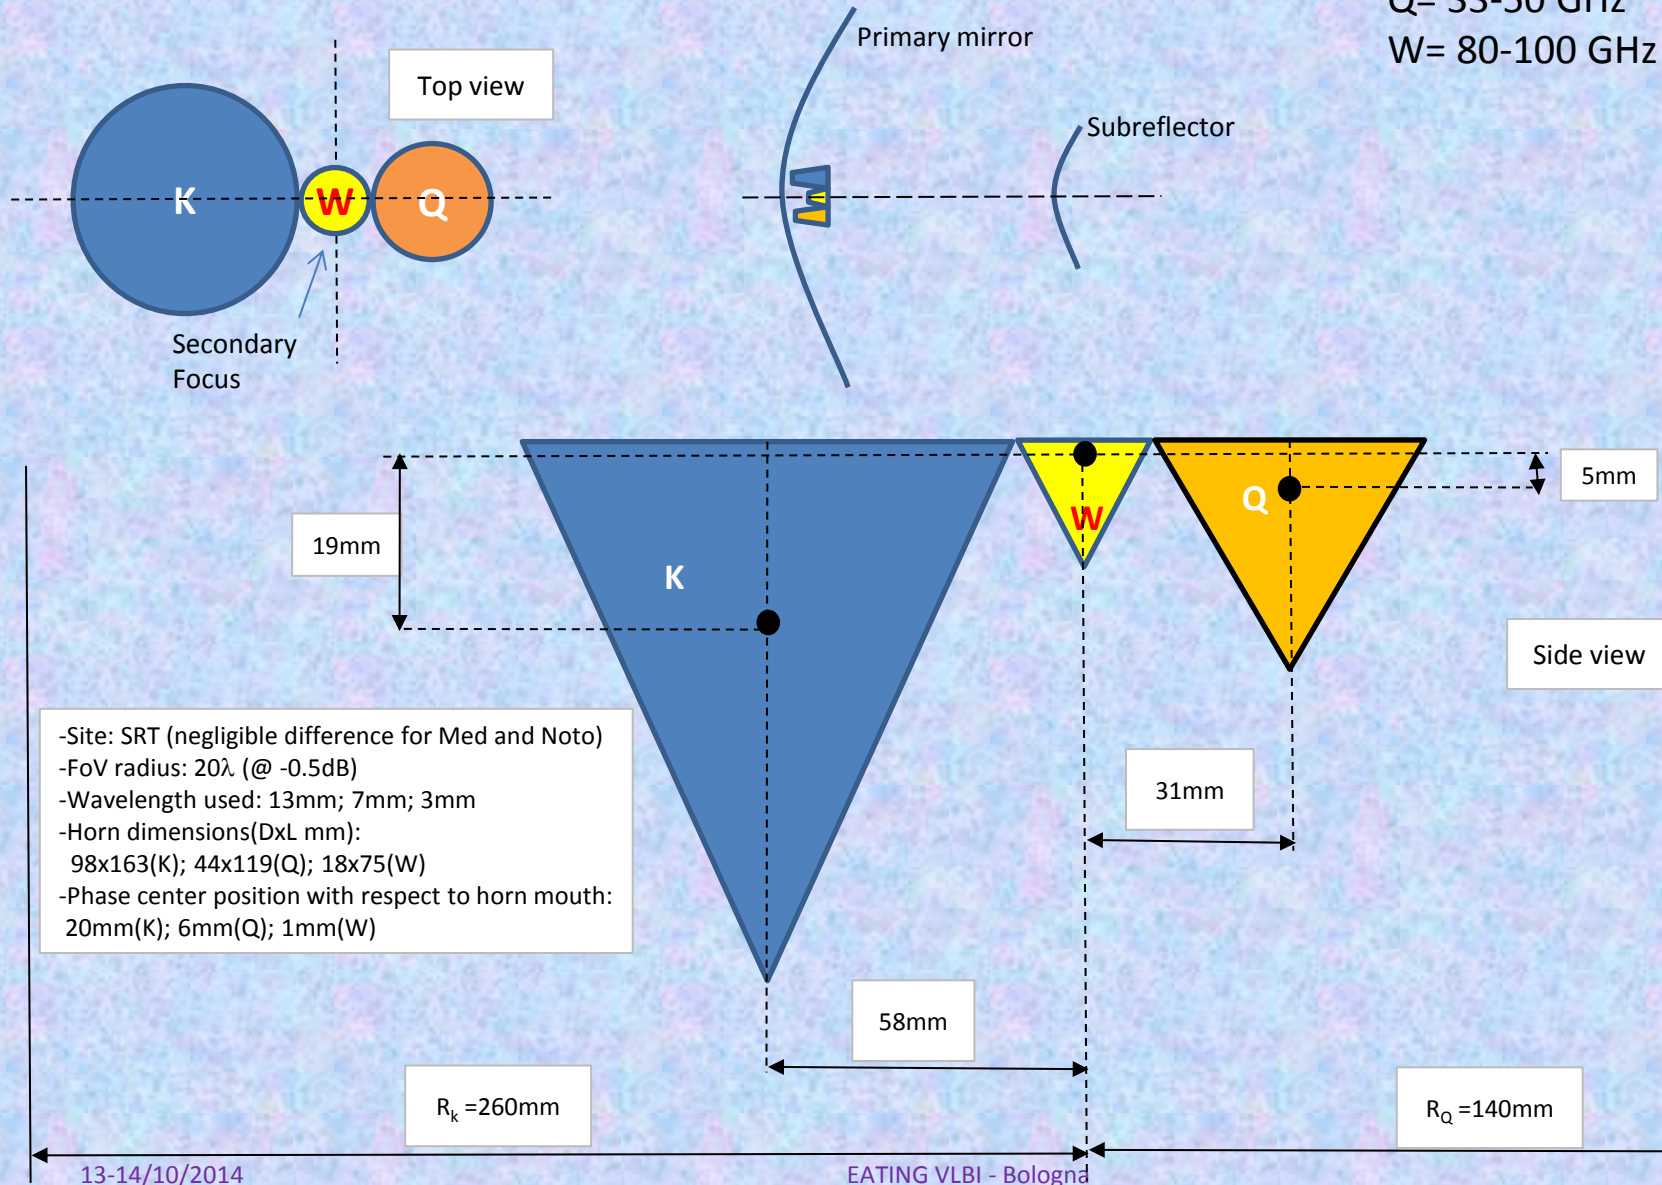 Q= 33-50 GHz
W= 80-100 GHz
Top view
Primary mirror
Subreflector
K
W
Q
Secondary
Focus
19mm
K
W
Q
5mm
Side view
-Site: SRT (negligible difference for Med and Noto)
-FoV radius: 20λ (@ -0.5dB)
-Wavelength used: 13mm; 7mm; 3mm
-Horn dimensions(DxL mm):
98x163(K); 44x119(Q); 18x75(W)
-Phase center position with respect to horn mouth:
20mm(K); 6mm(Q); 1mm(W)
31mm
58mm
Rk =260mm
RQ =140mm
13-14/10/2014
EATING VLBI - Bologna